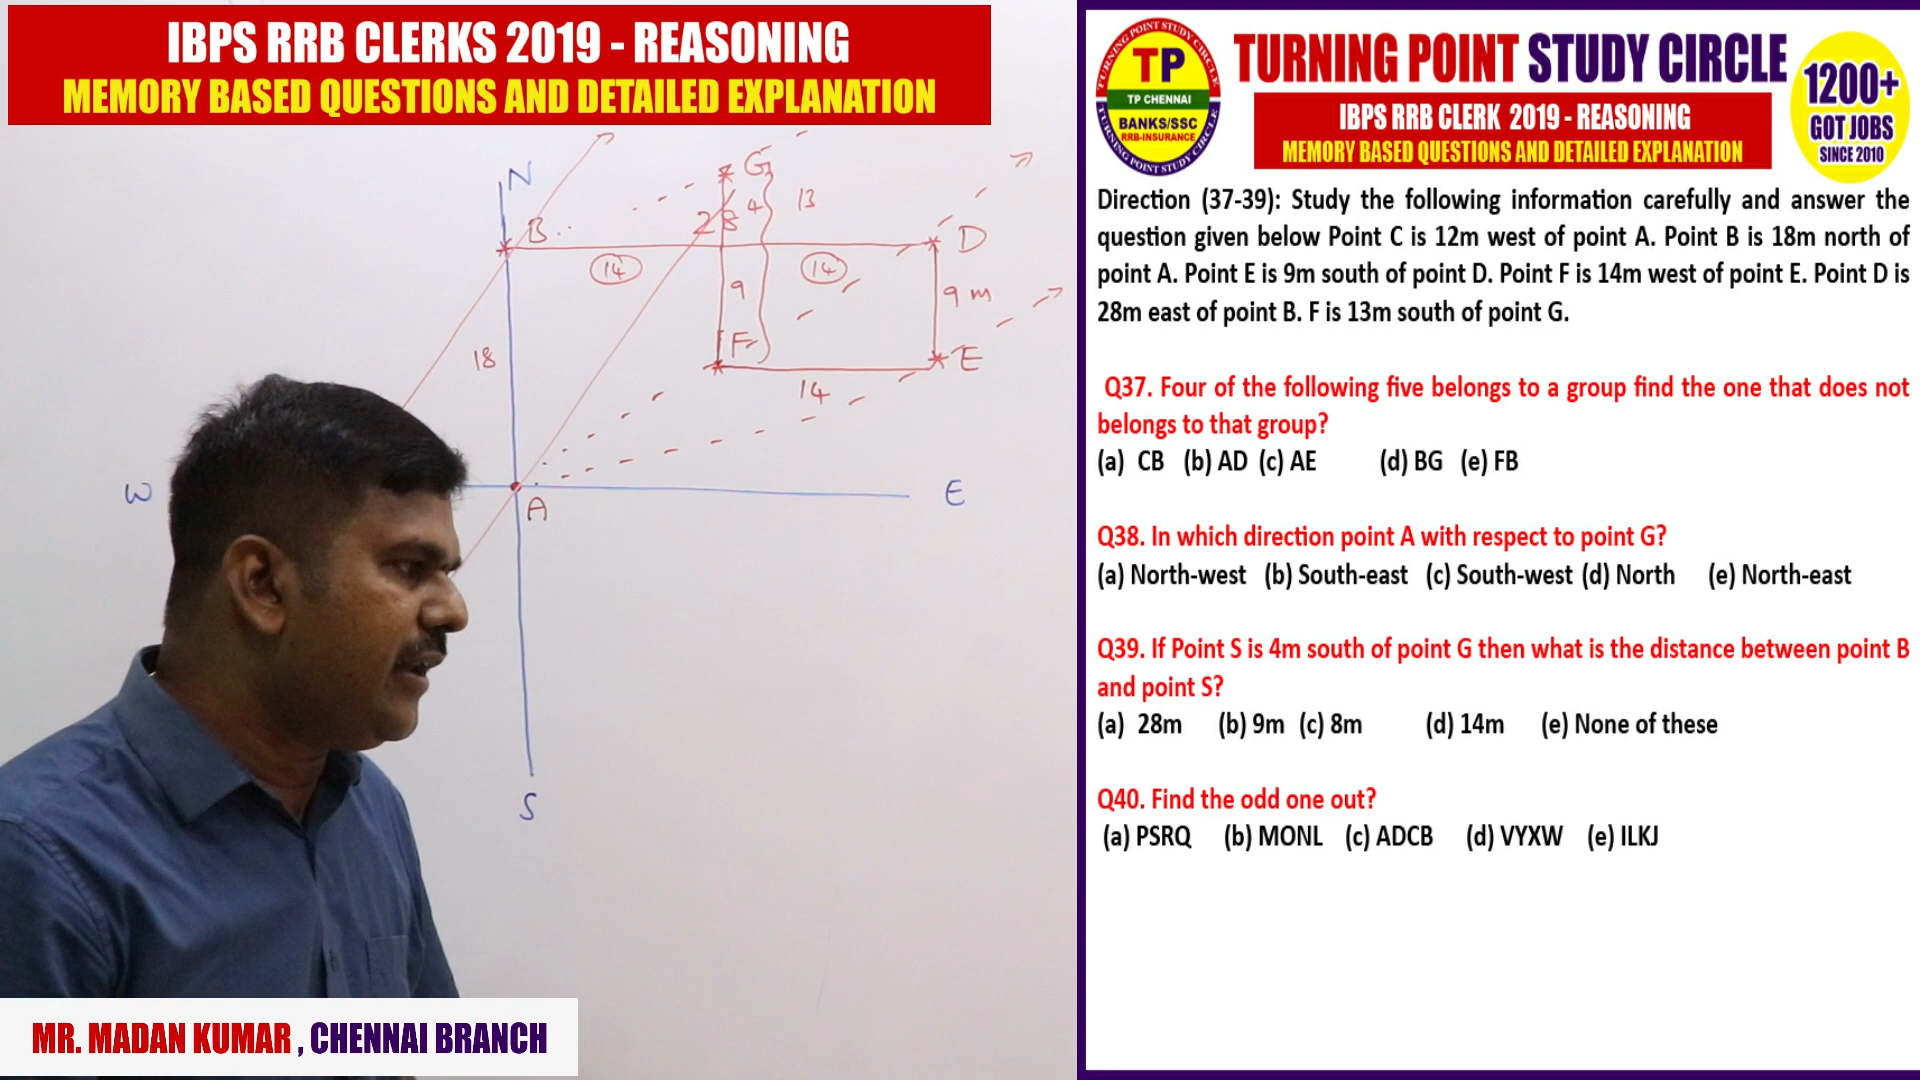 IBPS RRB CLERKS 2019 - REASONING
MEMORY BASED QUESTIONS AND DETAILED EXPLANATION
N
B
G
4
13
28
D
14
14
9
9 m
18
F
E
14
W
A
E
S
MR. MADAN KUMAR , CHENNAI BRANCH
TURNING POINT STUDY CIRCLE
TP
TP CHENNAI
BANKS/SSC
RRB-INSURANCE
TURNING POINT STUDY CIRCLE
TURNING POINT STUDY CIRCLE
IBPS RRB CLERK 2019 - REASONING
MEMORY BASED QUESTIONS AND DETAILED EXPLANATION
1200+
GOT JOBS
SINCE 2010
Direction (37-39): Study the following information carefully and answer the
question given below Point C is 12m west of point A. Point B is 18m north of
point A. Point E is 9m south of point D. Point F is 14m west of point E. Point D is
28m east of point B. F is 13m south of point G.
Q37. Four of the following five belongs to a group find the one that does not
belongs to that group?
(a) CB (b) AD (c) AE (d) BG (e) FB
Q38. In which direction point A with respect to point G?
(a) North-west (b) South-east (c) South-west (d) North (e) North-east
Q39. If Point S is 4m south of point G then what is the distance between point B
and point S?
(a) 28m (b) 9m (c) 8m (d) 14m (e) None of these
Q40. Find the odd one out?
(a) PSRQ (b) MONL (c) ADCB (d) VYXW (e) ILKJ